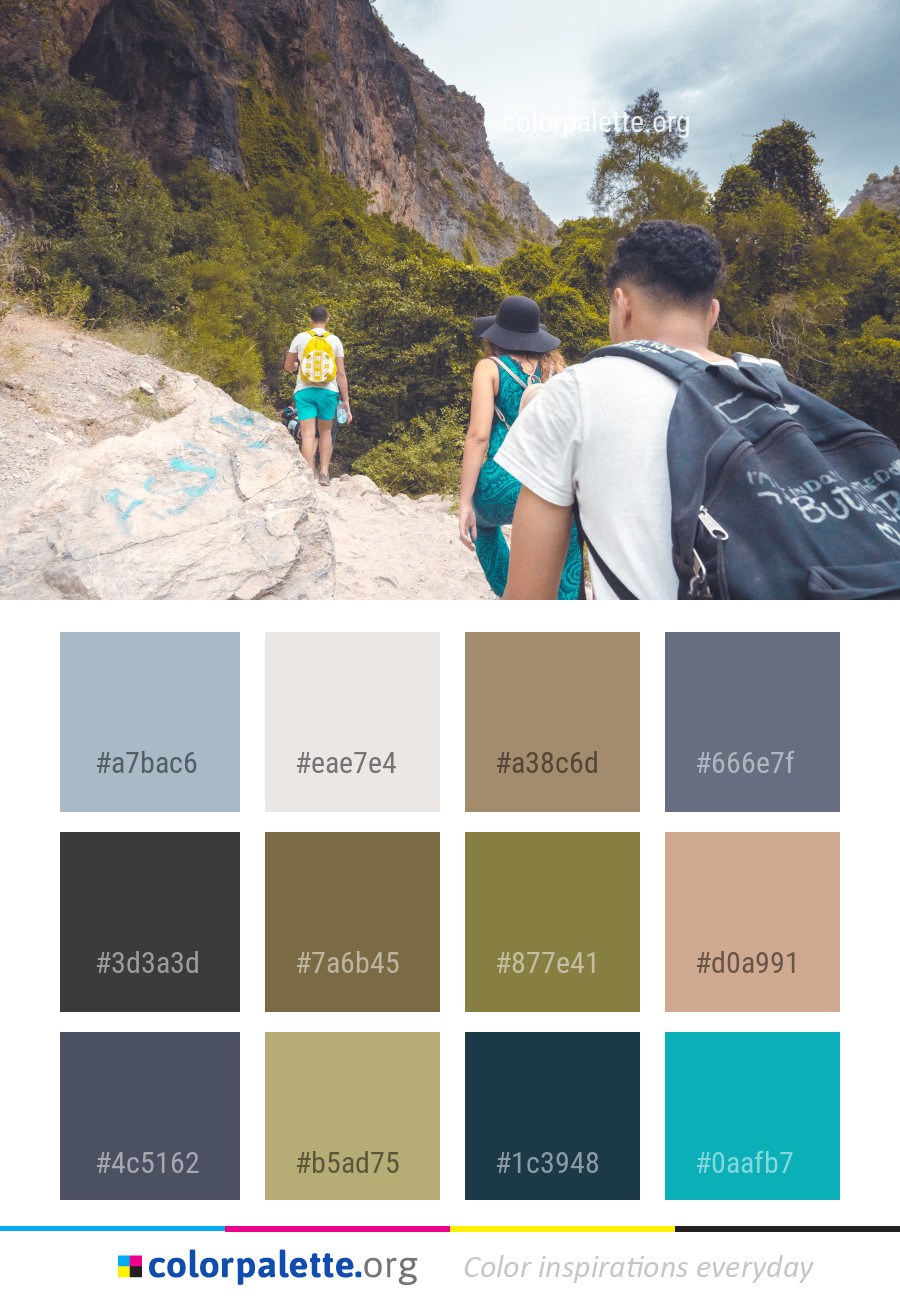 colorpalette.org
I'M
But
#a7bac6
#eae7e4
#a38c6d
#666e7f
#3d3a3d
#7a6b45
#877e41
#d0a991
#4c5162
#b5ad75
#1c3948
#0aafb7
colorpalette.org
Color inspirations everyday